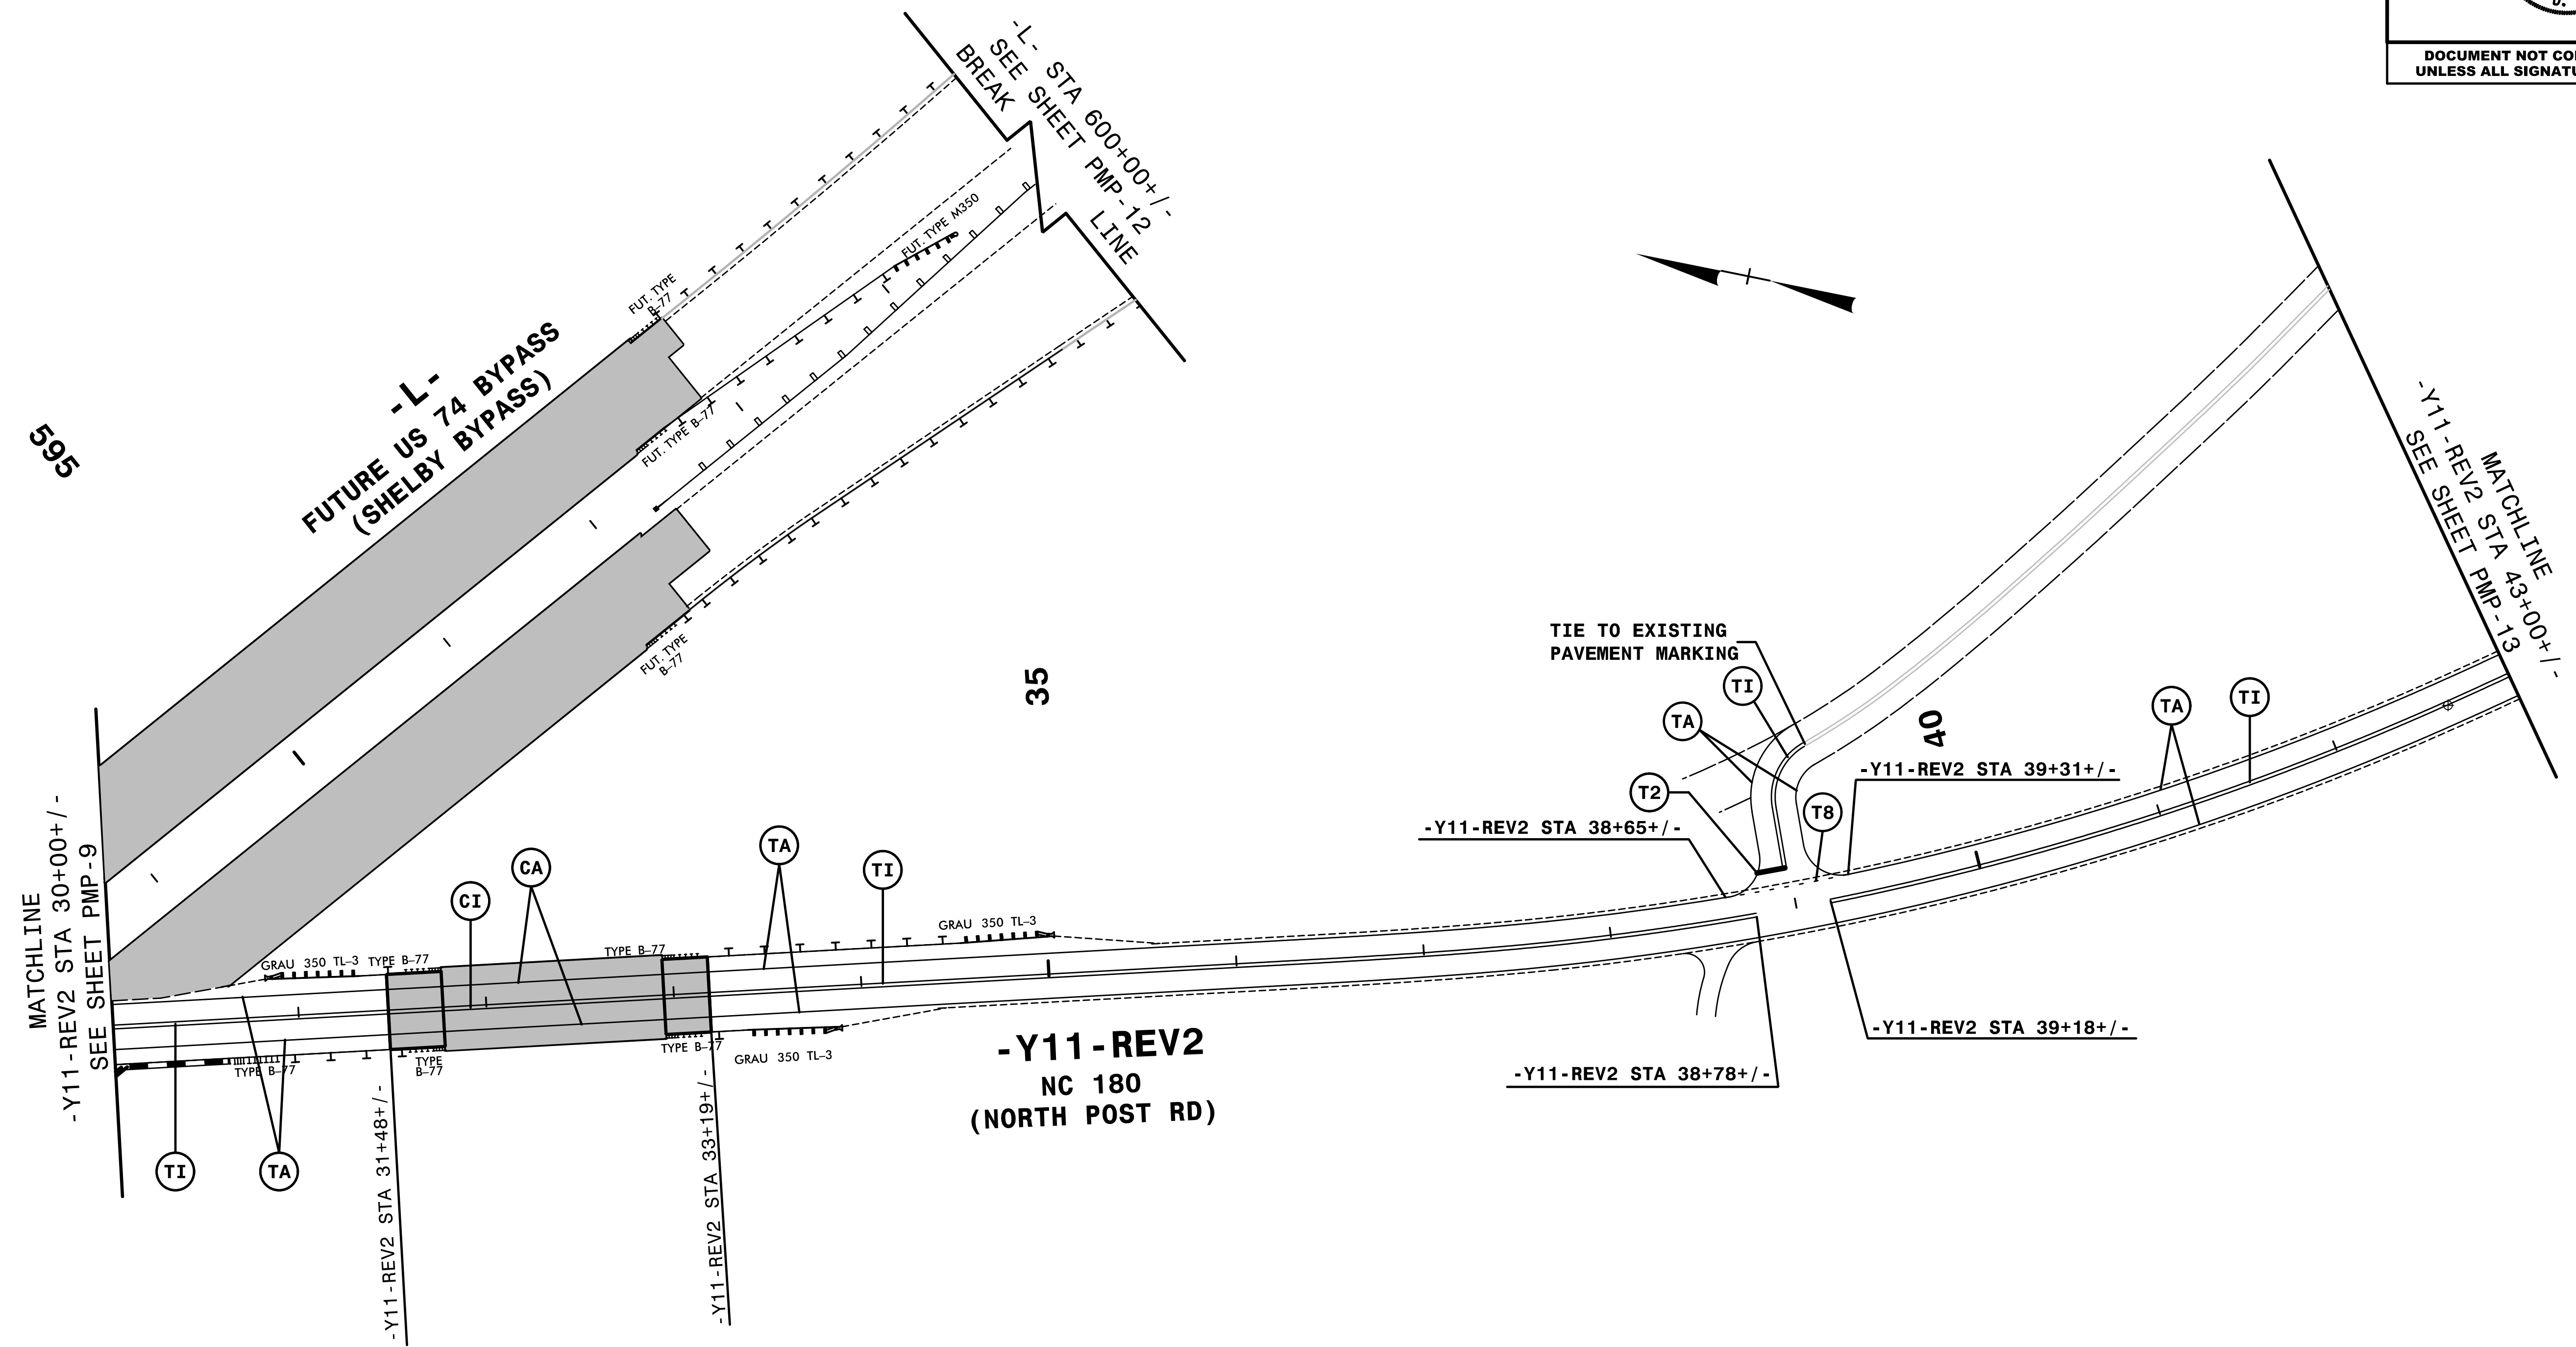 DOCUMENT NOT CO
UNLESS ALL SIGNATU
-L- STA 600+00+/-
SEE SHEET PMP-12
BREAK
LINE
FUT. TYPE M350
FUT. TYPE
B-77
-L-
FUTURE US 74 BYPASS
(SHELBY BYPASS)
595
FUT. TYPE B-77
FUT. TYPE
B-77
MATCHLINE
-Y11-REV2 STA 43+00+/-
SEE SHEET PMP-13
TIE TO EXISTING
PAVEMENT MARKING
35
TI
TA
40
TA
TI
-Y11-REV2 STA 39+31+/-
T2
T8
-Y11-REV2 STA 38+65+/-
MATCHLINE
-Y11-REV2 STA 30+00+/-
SEE SHEET PMP-9
CI
CA
TA
TI
GRAU 350 TL-3
GRAU 350 TL-3
TYPE B-77
TYPE B-77
TYPE B-77
TYPE
B-77
TYPE B-77
GRAU 350 TL-3
-Y11-REV2
NC 180
(NORTH POST RD)
-Y11-REV2 STA 39+18+/-
-Y11-REV2 STA 38+78+/-
TI
TA
-Y11-REV2 STA 31+48+/-
-Y11-REV2 STA 33+19+/-